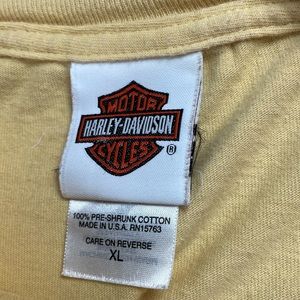 MOTOR
HARLEY-DAVIDSON
CYCLES
®
100% PRE-SHRUNK COTTON
MADE IN U.S.A. RN15763
CARE ON REVERSE
XL